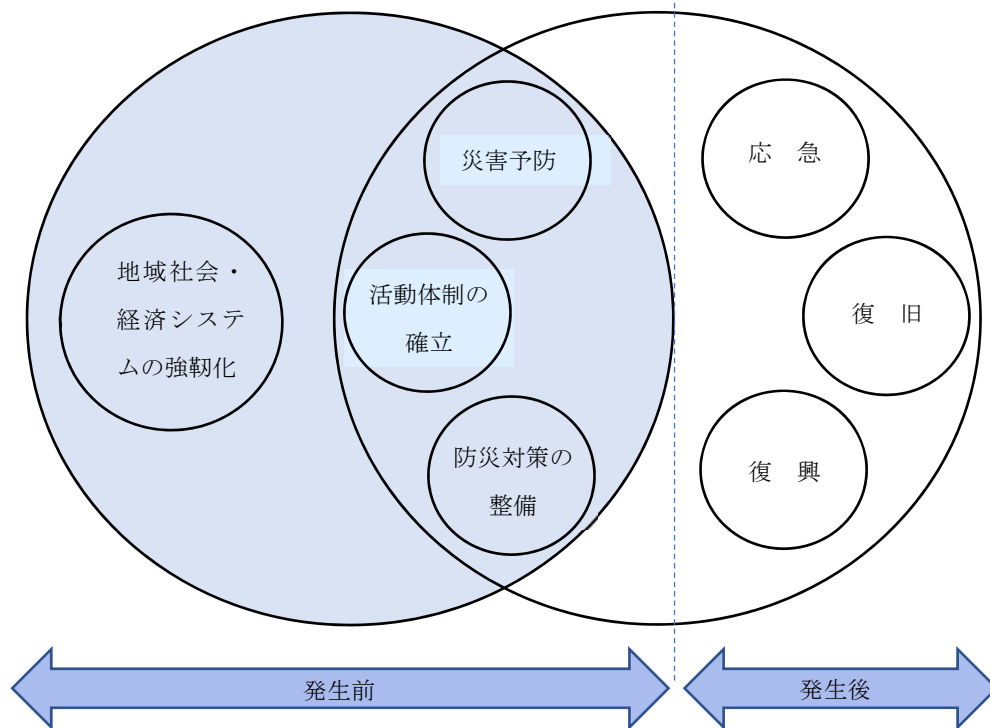 災害予防
応　急
地域社会・
経済システ
ムの強靭化
活動体制の
確立
復　旧
防災対策の
整備
復　興
発生前
発生後